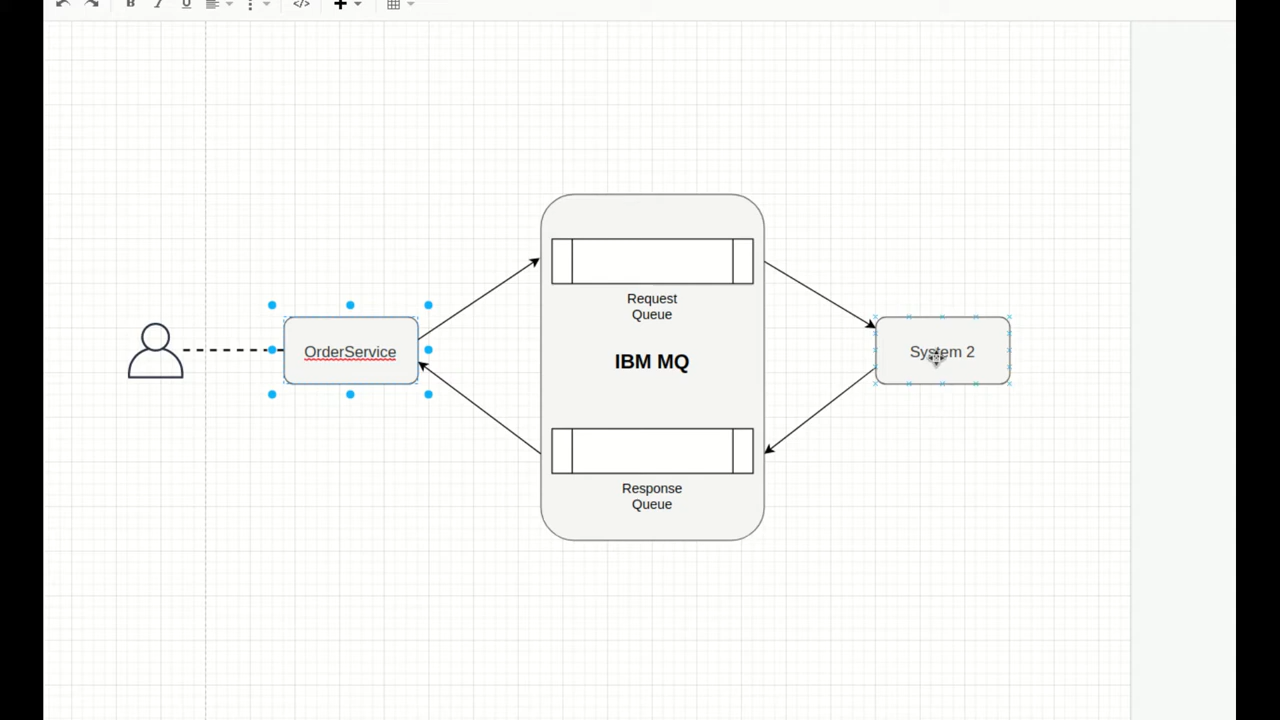 B I U </>
Request
Queue
OrderService
IBM MQ
System 2
Response
Queue